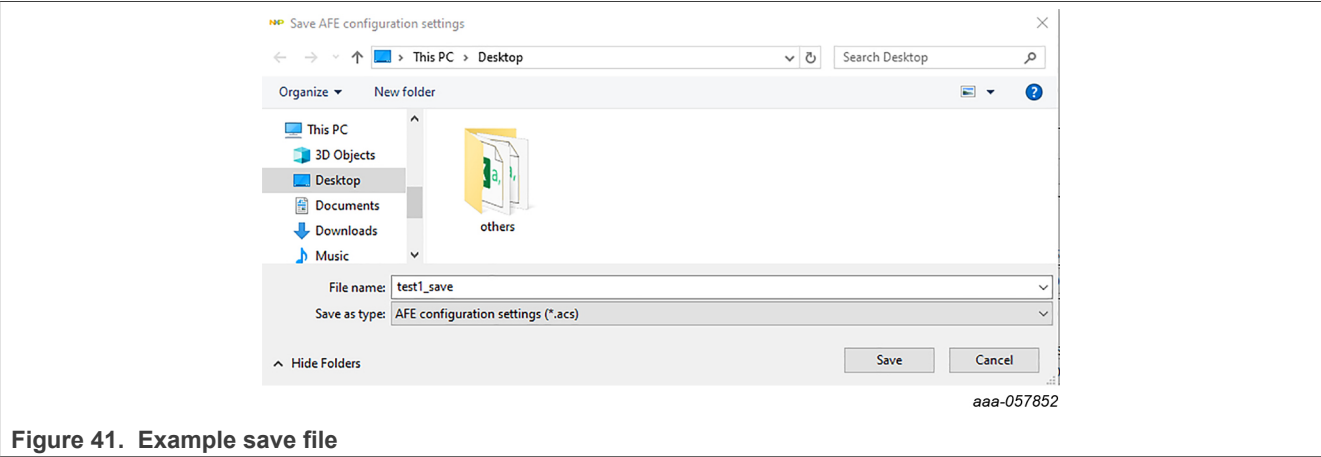 NXP Save AFE configuration settings
This PC > Desktop
Search Desktop
Organize
New folder
This PC
3D Objects
Desktop
Documents
Downloads
Music
a,
others
File name: test1_save
Save as type: AFE configuration settings (*.acs)
Hide Folders
Save
Cancel
aaa-057852
Figure 41. Example save file